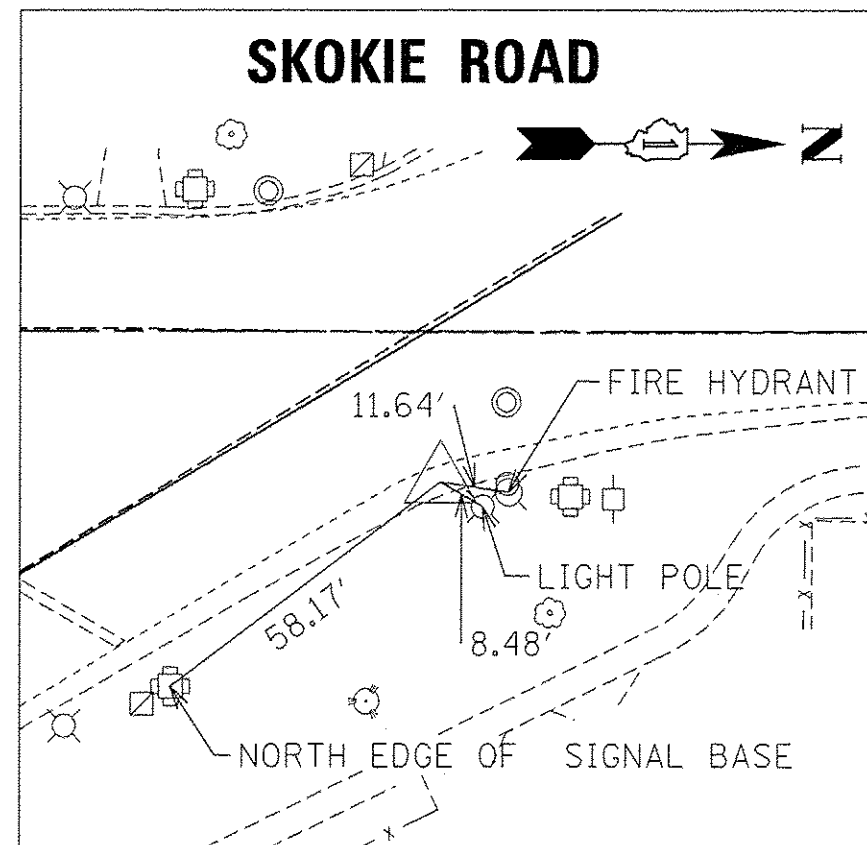 SKOKIE ROAD
N
FIRE HYDRANT
11.64'
LIGHT POLE
58.17'
8.48'
NORTH EDGE OF SIGNAL BASE